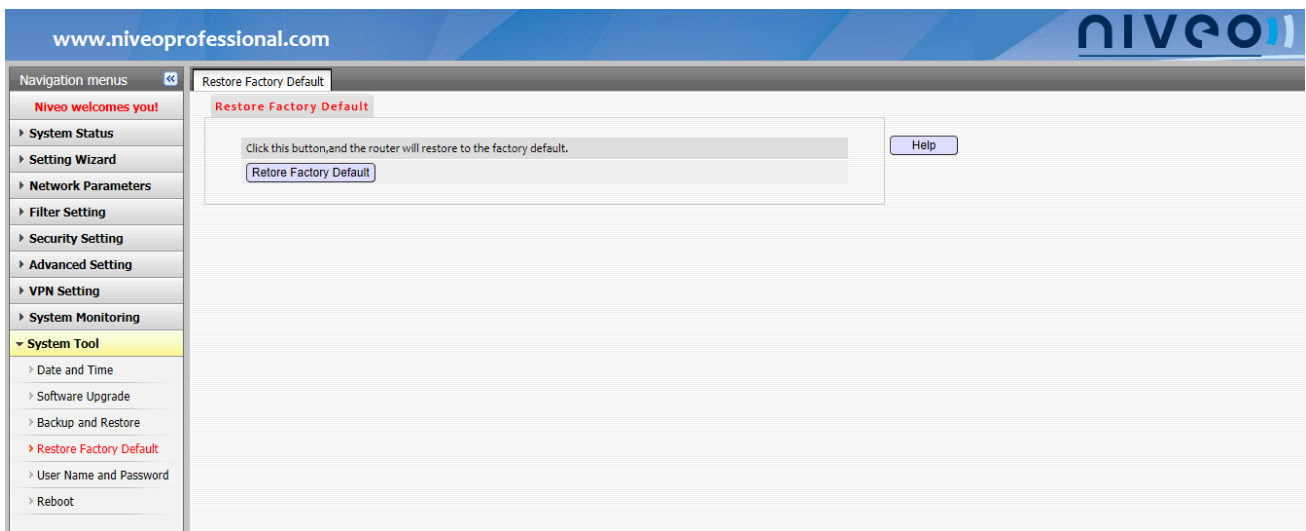 www.niveoprofessional.com
niveo
Navigation menus
Restore Factory Default
Niveo welcomes you!
System Status
Setting Wizard
Network Parameters
Filter Setting
Security Setting
Advanced Setting
VPN Setting
System Monitoring
System Tool
Date and Time
Software Upgrade
Backup and Restore
Restore Factory Default
User Name and Password
Reboot
Restore Factory Default
Click this button,and the router will restore to the factory default.
Retore Factory Default
Help